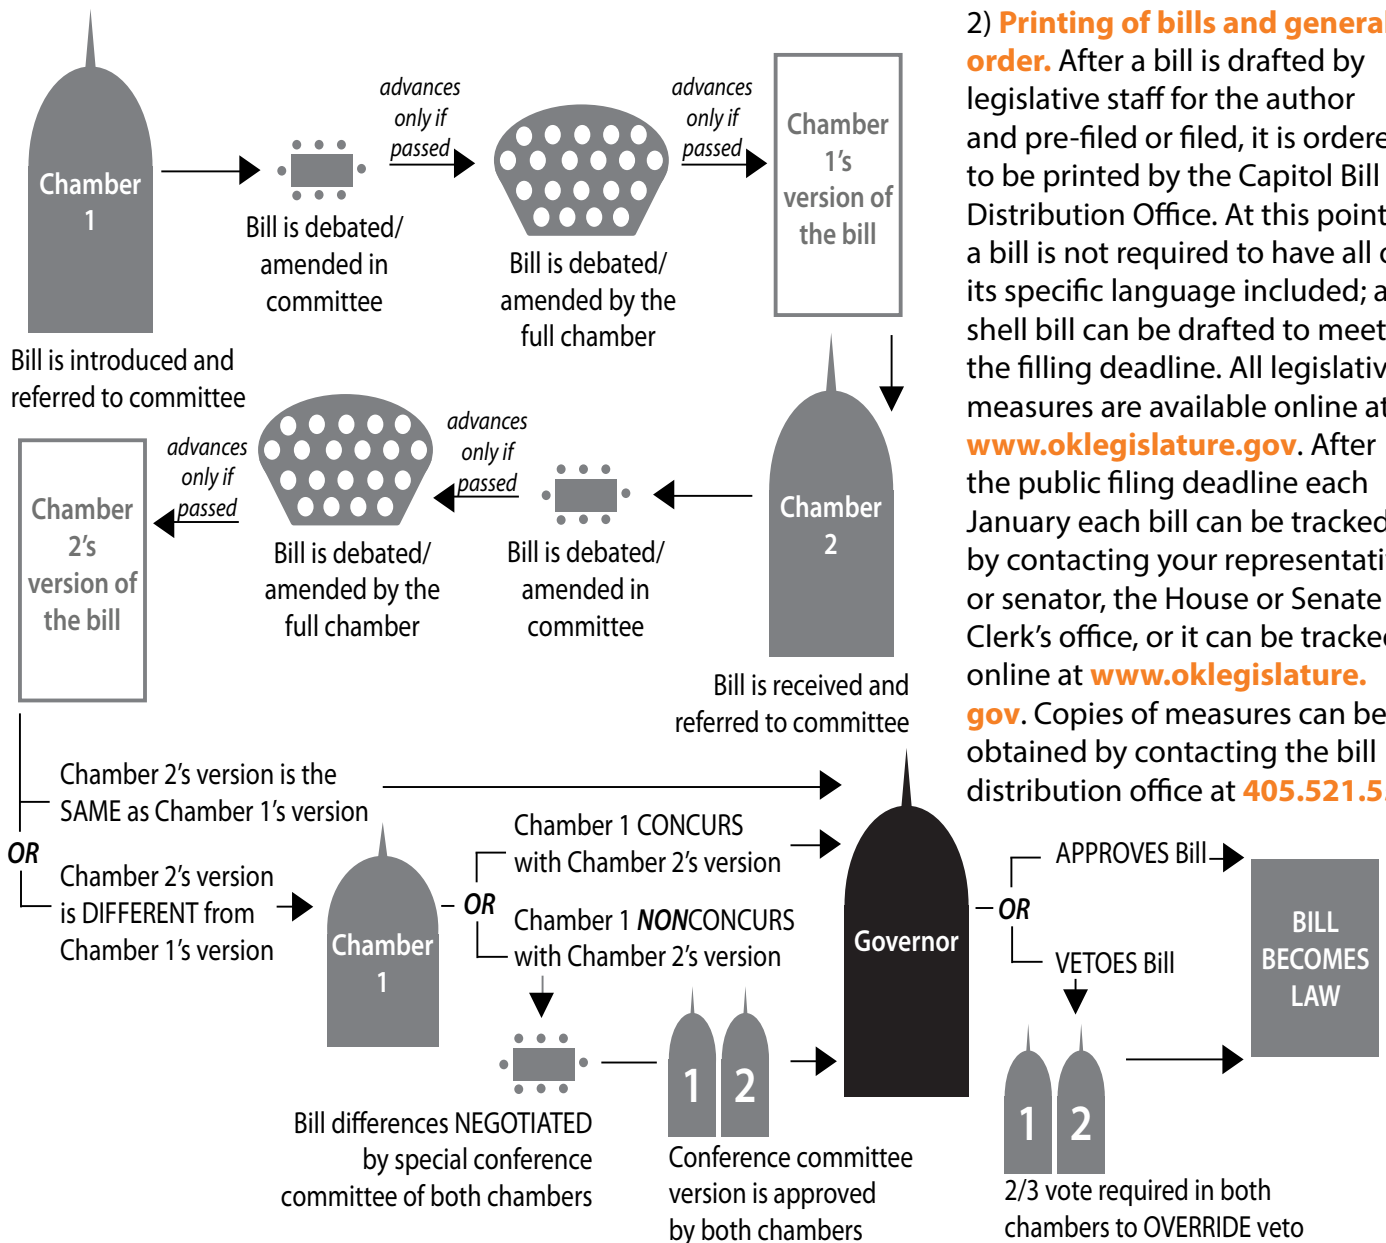 Chamber
1
Bill is introduced and
referred to committee
Bill is debated/
amended in
committee
advances
only if
passed
Bill is debated/
amended by the
full chamber
advances
only if
passed
Chamber
1's
version of
the bill
Chamber
2
Bill is received and
referred to committee
Bill is debated/
amended in
committee
advances
only if
passed
Bill is debated/
amended by the
full chamber
advances
only if
passed
Chamber
2's
version of
the bill
Chamber 2's version is the
SAME as Chamber 1's version
OR
Chamber 2's version
is DIFFERENT from
Chamber 1's version
Chamber
1
OR
Chamber 1 CONCURS
with Chamber 2's version
Chamber 1 NONCONCURS
with Chamber 2's version
Bill differences NEGOTIATED
by special conference
committee of both chambers
1 2
Conference committee
version is approved
by both chambers
Governor
OR
APPROVES Bill
VETOES Bill
1 2
2/3 vote required in both
chambers to OVERRIDE veto
BILL
BECOMES
LAW
2) Printing of bills and general
order. After a bill is drafted by
legislative staff for the author
and pre-filed or filed, it is ordere
to be printed by the Capitol Bill
Distribution Office. At this point
a bill is not required to have all
its specific language included; a
shell bill can be drafted to meet
the filling deadline. All legislativ
measures are available online at
www.oklegislature.gov. After
the public filing deadline each
January each bill can be tracked
by contacting your representati
or senator, the House or Senate
Clerk's office, or it can be tracke
online at www.oklegislature.
gov. Copies of measures can be
obtained by contacting the bill
distribution office at 405.521.5